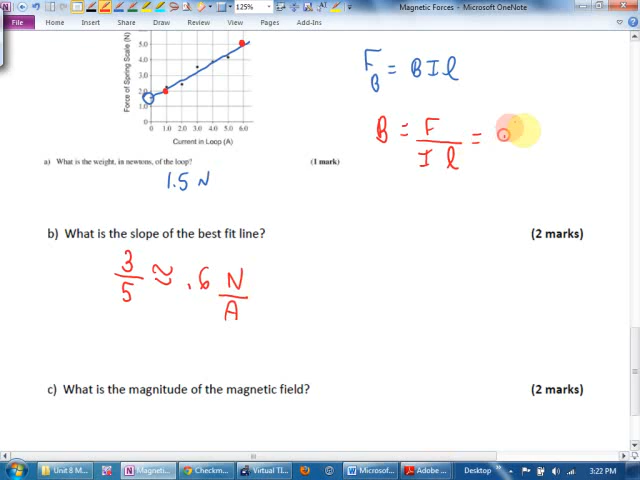 Magnetic Forces - Microsoft OneNote
125%
File Home Insert Share Draw Review View Add-Ins
5.0
4.0
3.0
2.0
1.0
0
0 1.0 2.0 3.0 4.0 5.0 6.0
Force of Spring Scale (N)
Current in Loop (A)
F_B = B I l
B = F / I l =
a) What is the weight, in newtons, of the loop? (1 mark)
1.5 N
b) What is the slope of the best fit line? (2 marks)
3/5 ≈ .6 N/A
c) What is the magnitude of the magnetic field? (2 marks)
Unit 8 M... Magneti... Checkm... Virtual TI... Microsof... Adobe R... Desktop » 3:22 PM